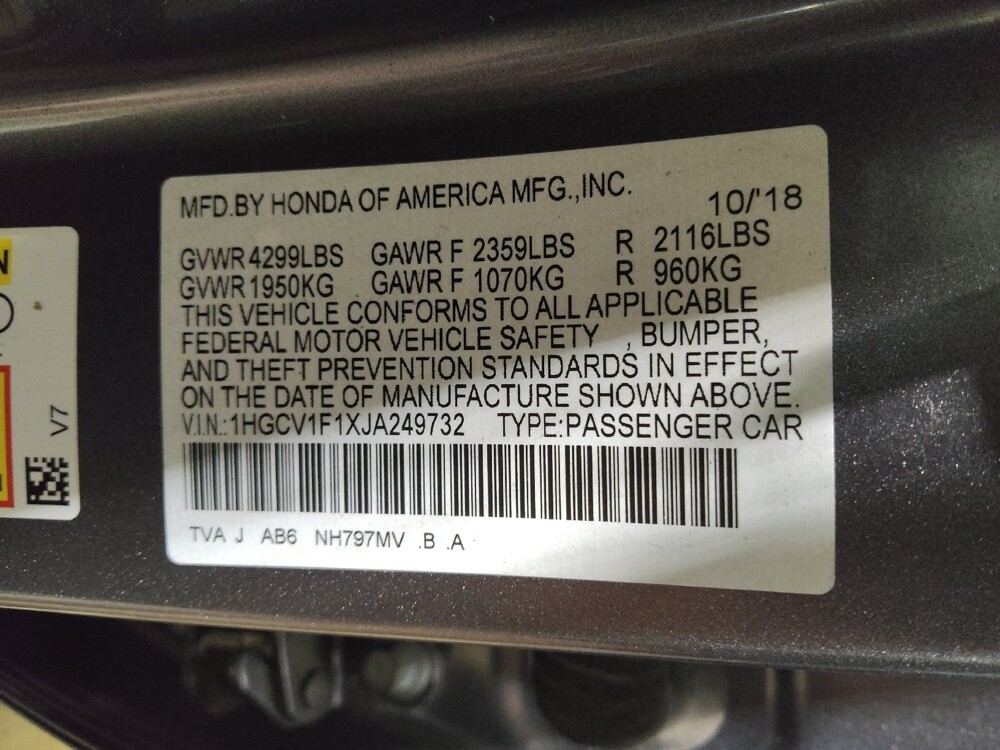 MFD.BY HONDA OF AMERICA MFG.,INC.
10/'18
GVWR 4299LBS GAWR F 2359LBS R 2116LBS
GVWR 1950KG GAWR F 1070KG R 960KG
THIS VEHICLE CONFORMS TO ALL APPLICABLE
FEDERAL MOTOR VEHICLE SAFETY , BUMPER,
AND THEFT PREVENTION STANDARDS IN EFFECT
ON THE DATE OF MANUFACTURE SHOWN ABOVE.
V.I.N.:1HGCV1F1XJA249732 TYPE:PASSENGER CAR
TVA J AB6 NH797MV .B .A
N
V7